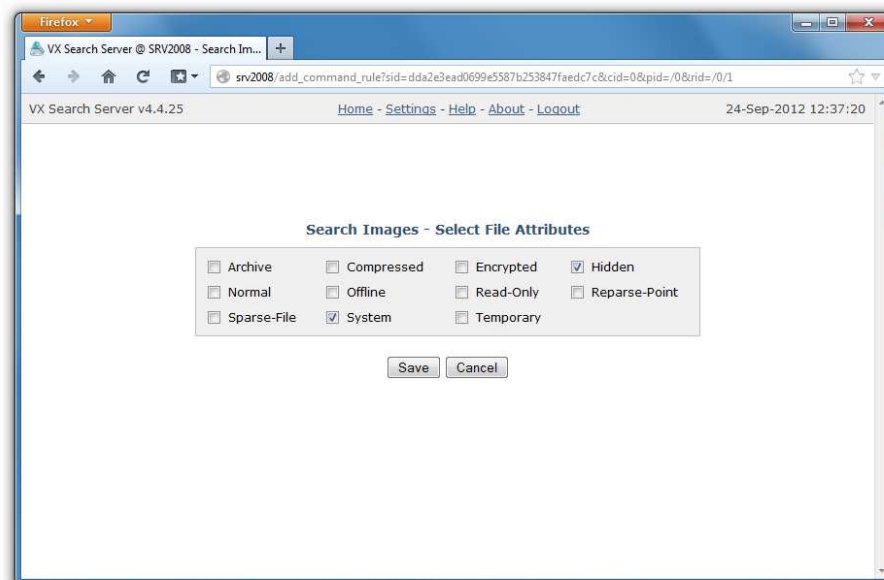 Firefox
VX Search Server @ SRV2008 - Search Im...
srv2008/add_command_rule?sid=dda2e3ead0699e5587b253847faedc7c&cid=0&pid=/0&rid=/0/1
VX Search Server v4.4.25 Home - Settings - Help - About - Logout 24-Sep-2012 12:37:20
Search Images - Select File Attributes
Archive Compressed Encrypted Hidden
Normal Offline Read-Only Reparse-Point
Sparse-File System Temporary
Save Cancel